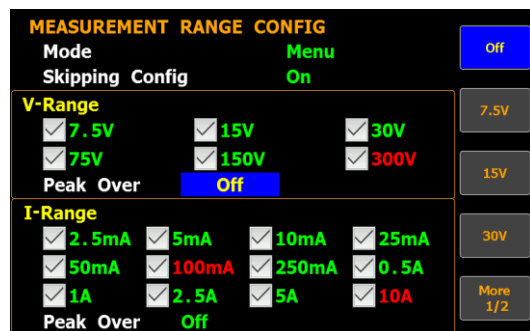 MEASUREMENT RANGE CONFIG
Mode Menu
Skipping Config On
V-Range
7.5V 15V 30V
75V 150V 300V
Peak Over Off
I-Range
2.5mA 5mA 10mA 25mA
50mA 100mA 250mA 0.5A
1A 2.5A 5A 10A
Peak Over Off
Off
7.5V
15V
30V
More
1/2